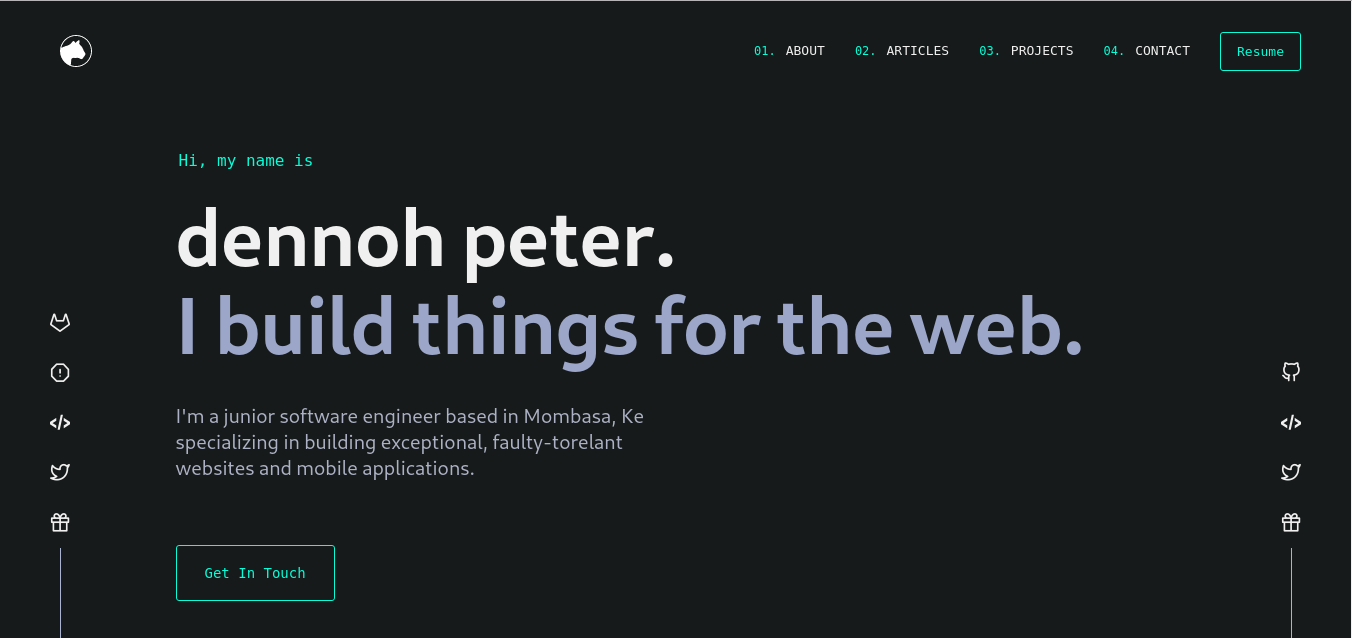 01. ABOUT 02. ARTICLES 03. PROJECTS 04. CONTACT Resume
Hi, my name is
dennoh peter.
I build things for the web.
I'm a junior software engineer based in Mombasa, Ke
specializing in building exceptional, faulty-torelant
websites and mobile applications.
Get In Touch